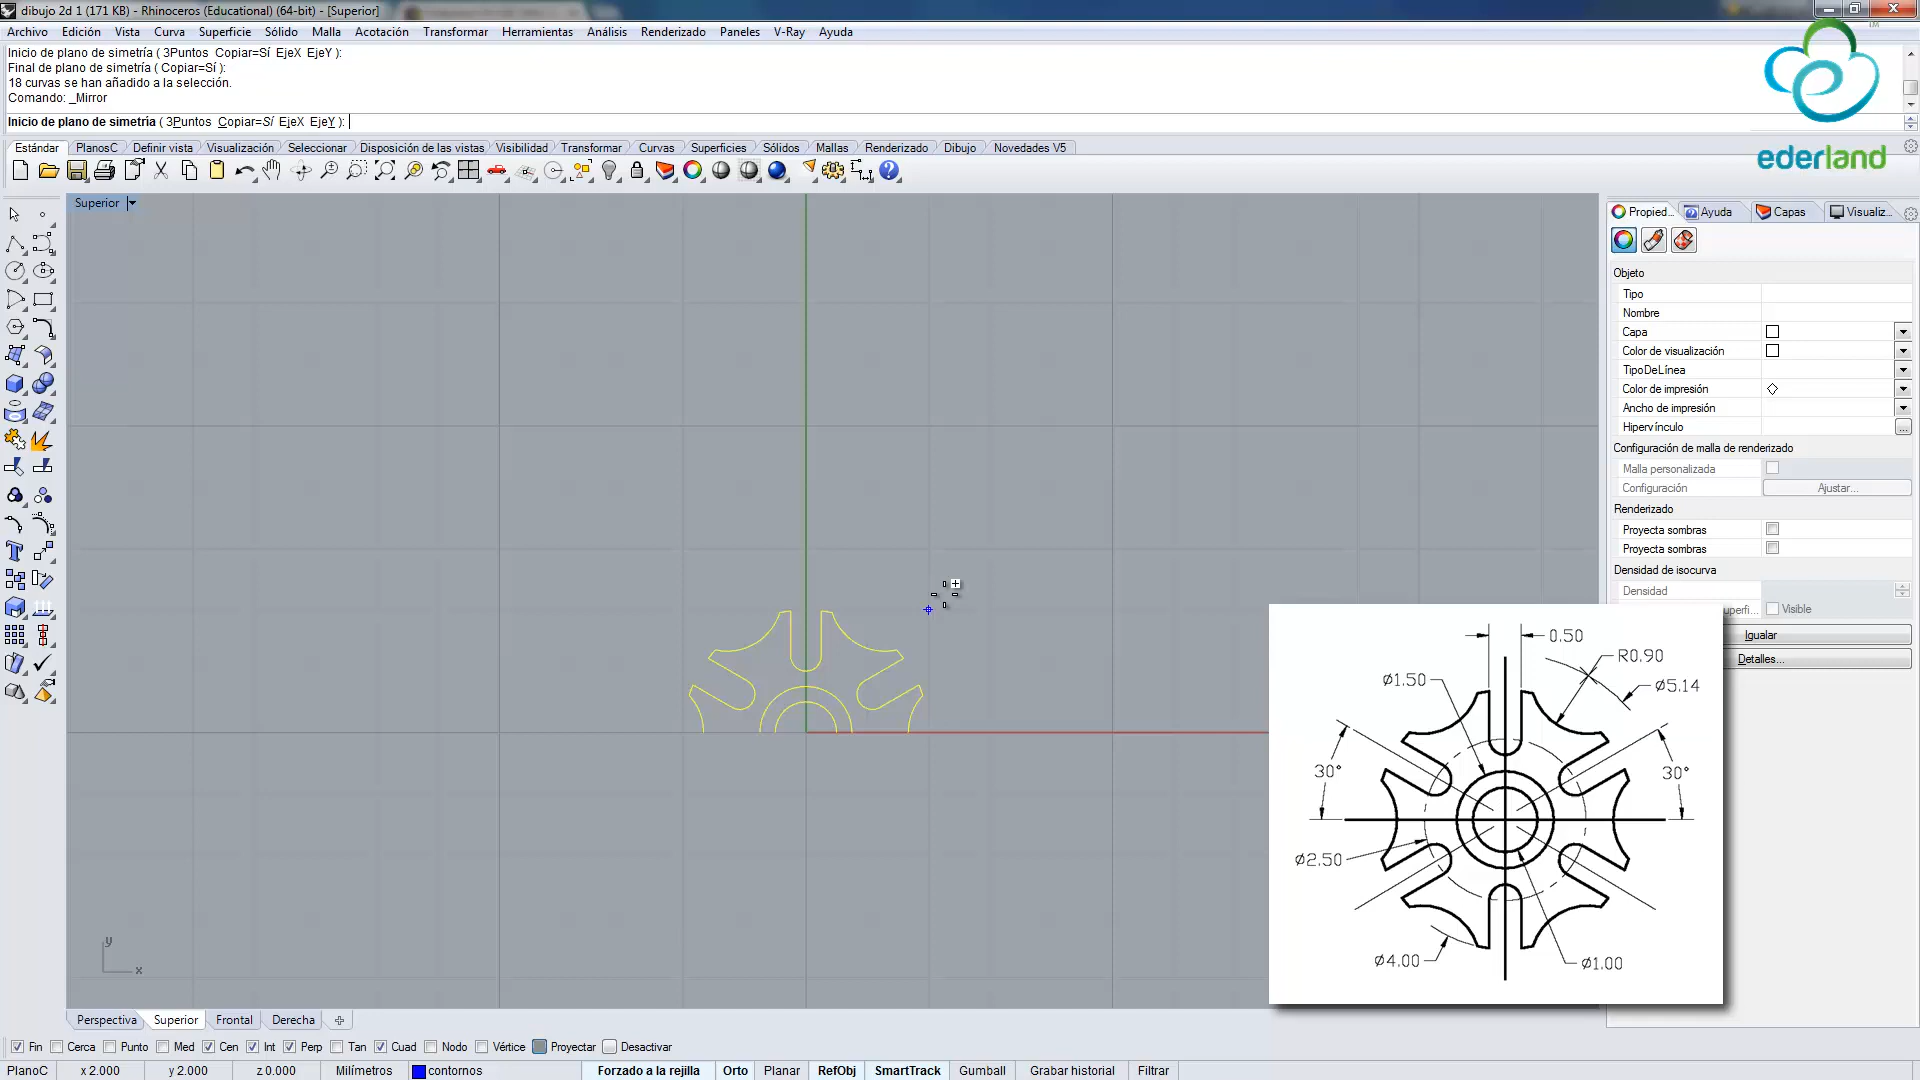 dibujo 2d 1 (171 KB) - Rhinoceros (Educational) (64-bit) - [Superior]
Archivo Edición Vista Curva Superficie Sólido Malla Acotación Transformar Herramientas Análisis Renderizado Paneles V-Ray Ayuda
Inicio de plano de simetría ( 3Puntos Copiar=Sí EjeX EjeY ):
Final de plano de simetría ( Copiar=Sí ):
18 curvas se han añadido a la selección.
Comando: _Mirror
Inicio de plano de simetría ( 3Puntos Copiar=Sí EjeX EjeY ):
TM
ederland
Estándar PlanosC Definir vista Visualización Seleccionar Disposición de las vistas Visibilidad Transformar Curvas Superficies Sólidos Mallas Renderizado Dibujo Novedades V5
Superior
Propied... Ayuda Capas Visualiz...
Objeto
Tipo
Nombre
Capa
Color de visualización
TipoDeLínea
Color de impresión
Ancho de impresión
Hipervínculo ...
Configuración de malla de renderizado
Malla personalizada
Configuración Ajustar...
Renderizado
Proyecta sombras
Proyecta sombras
Densidad de isocurva
Densidad
uperfi... Visible
Igualar
Detalles...
0.50
R0.90
Ø1.50
Ø5.14
30°
30°
Ø2.50
Ø4.00
Ø1.00
y
x
Perspectiva Superior Frontal Derecha
Fin Cerca Punto Med Cen Int Perp Tan Cuad Nodo Vértice Proyectar Desactivar
PlanoC x 2.000 y 2.000 z 0.000 Milímetros contornos Forzado a la rejilla Orto Planar RefObj SmartTrack Gumball Grabar historial Filtrar